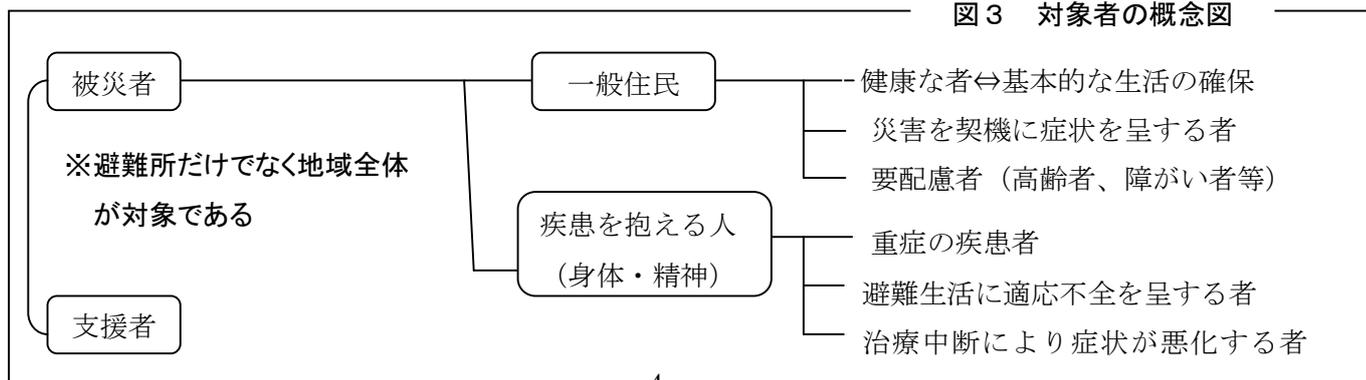 図３　対象者の概念図
被災者
一般住民
健康な者⇔基本的な生活の確保
災害を契機に症状を呈する者
要配慮者（高齢者、障がい者等）
※避難所だけでなく地域全体
が対象である
疾患を抱える人
（身体・精神）
重症の疾患者
避難生活に適応不全を呈する者
治療中断により症状が悪化する者
支援者